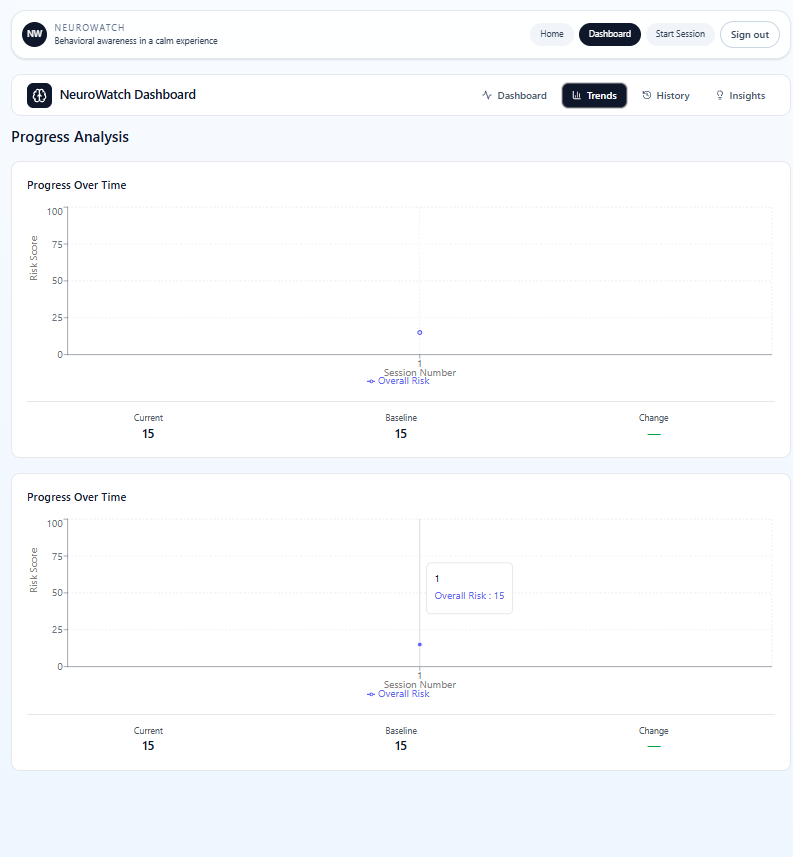 NW
NEUROWATCH
Behavioral awareness in a calm experience
Home
Dashboard
Start Session
Sign out
NeuroWatch Dashboard
Dashboard
Trends
History
Insights
Progress Analysis
Progress Over Time
100
75
50
25
0
Risk Score
1
Session Number
Overall Risk
Current
Baseline
Change
15
15
—
Progress Over Time
100
75
50
25
0
Risk Score
1
Overall Risk : 15
1
Session Number
Overall Risk
Current
Baseline
Change
15
15
—